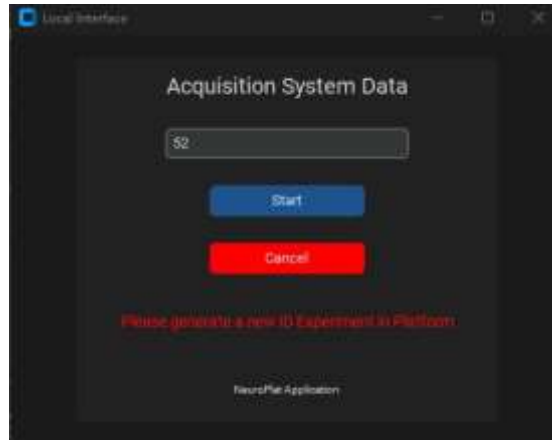 Local Interface
Acquisition System Data
52
Start
Cancel
Please generate a new ID Experiment in Platform
NeuroPlat Application